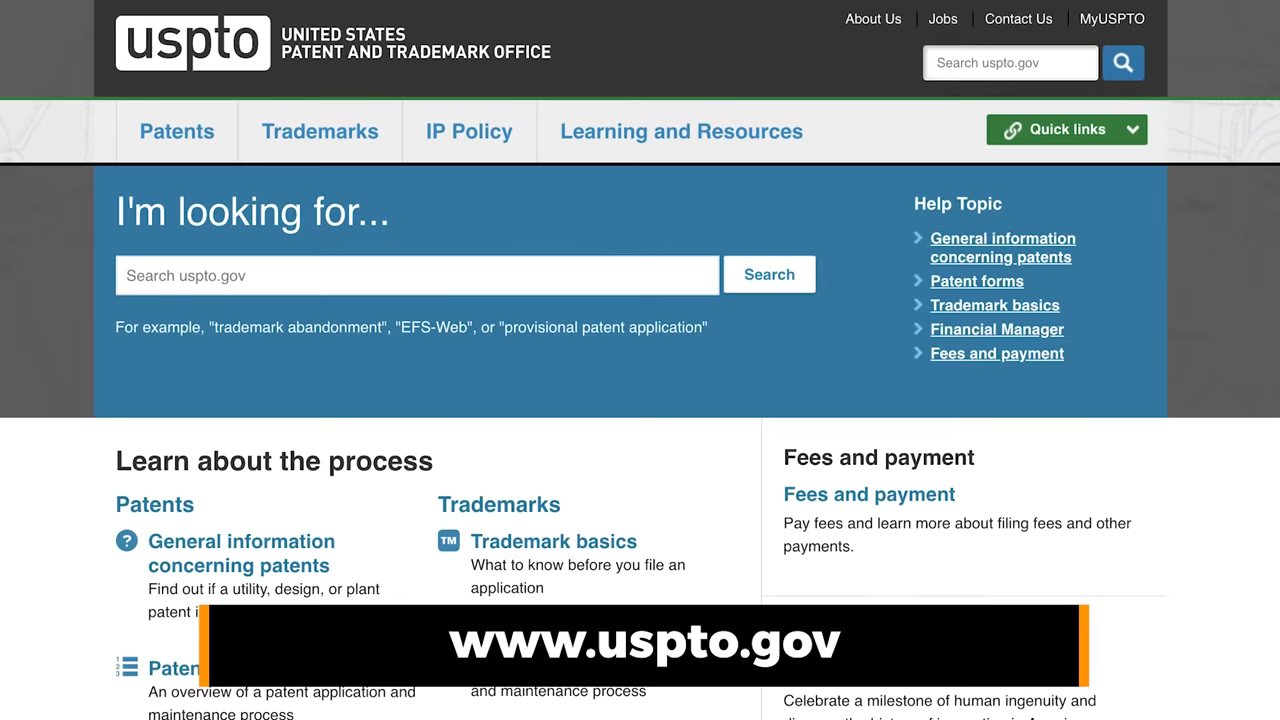 About Us
Jobs
Contact Us
MyUSPTO
uspto
UNITED STATES
PATENT AND TRADEMARK OFFICE
Search uspto.gov
Patents
Trademarks
IP Policy
Learning and Resources
Quick links
I'm looking for...
Search uspto.gov
Search
For example, "trademark abandonment", "EFS-Web", or "provisional patent application"
Help Topic
General information
concerning patents
Patent forms
Trademark basics
Financial Manager
Fees and payment
Learn about the process
Patents
? General information
concerning patents
Find out if a utility, design, or plant
patent
1
2
3
An overview of a patent application and
maintenance process
Trademarks
TM Trademark basics
What to know before you file an
application
and maintenance process
Fees and payment
Fees and payment
Pay fees and learn more about filing fees and other
payments.
Celebrate a milestone of human ingenuity and
www.uspto.gov